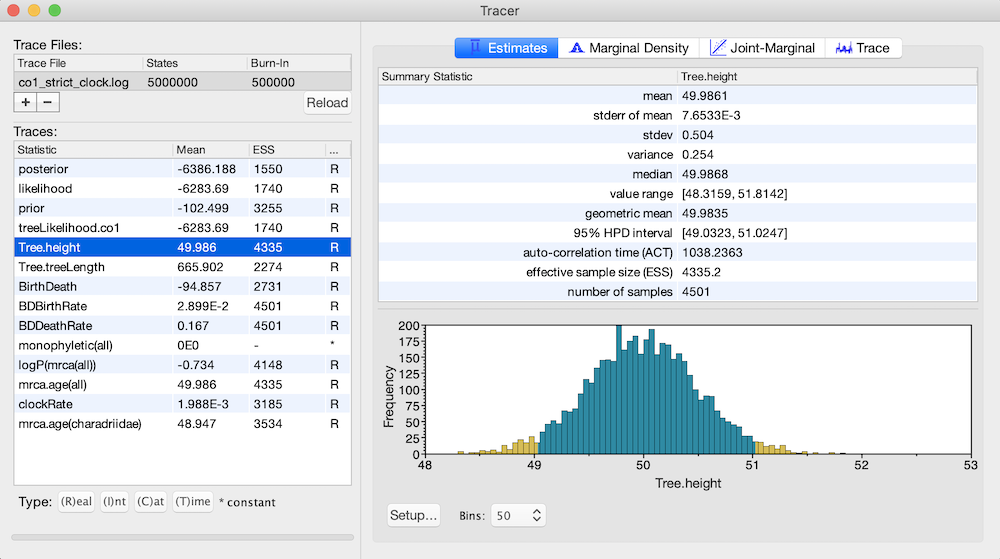 Tracer
Trace Files:
Trace File States Burn-In
co1_strict_clock.log 5000000 500000
+ − Reload
Traces:
Statistic Mean ESS ...
posterior -6386.188 1550 R
likelihood -6283.69 1740 R
prior -102.499 3255 R
treeLikelihood.co1 -6283.69 1740 R
Tree.height 49.986 4335 R
Tree.treeLength 665.902 2274 R
BirthDeath -94.857 2731 R
BDBirthRate 2.899E-2 4501 R
BDDeathRate 0.167 4501 R
monophyletic(all) 0E0 - *
logP(mrca(all)) -0.734 4148 R
mrca.age(all) 49.986 4335 R
clockRate 1.988E-3 3185 R
mrca.age(charadriidae) 48.947 3534 R
Type: (R)eal (I)nt (C)at (T)ime * constant
Estimates Marginal Density Joint-Marginal Trace
Summary Statistic Tree.height
mean 49.9861
stderr of mean 7.6533E-3
stdev 0.504
variance 0.254
median 49.9868
value range [48.3159, 51.8142]
geometric mean 49.9835
95% HPD interval [49.0323, 51.0247]
auto-correlation time (ACT) 1038.2363
effective sample size (ESS) 4335.2
number of samples 4501
200
175
150
125
100
75
50
25
0
Frequency
48 49 50 51 52 53
Tree.height
Setup... Bins: 50